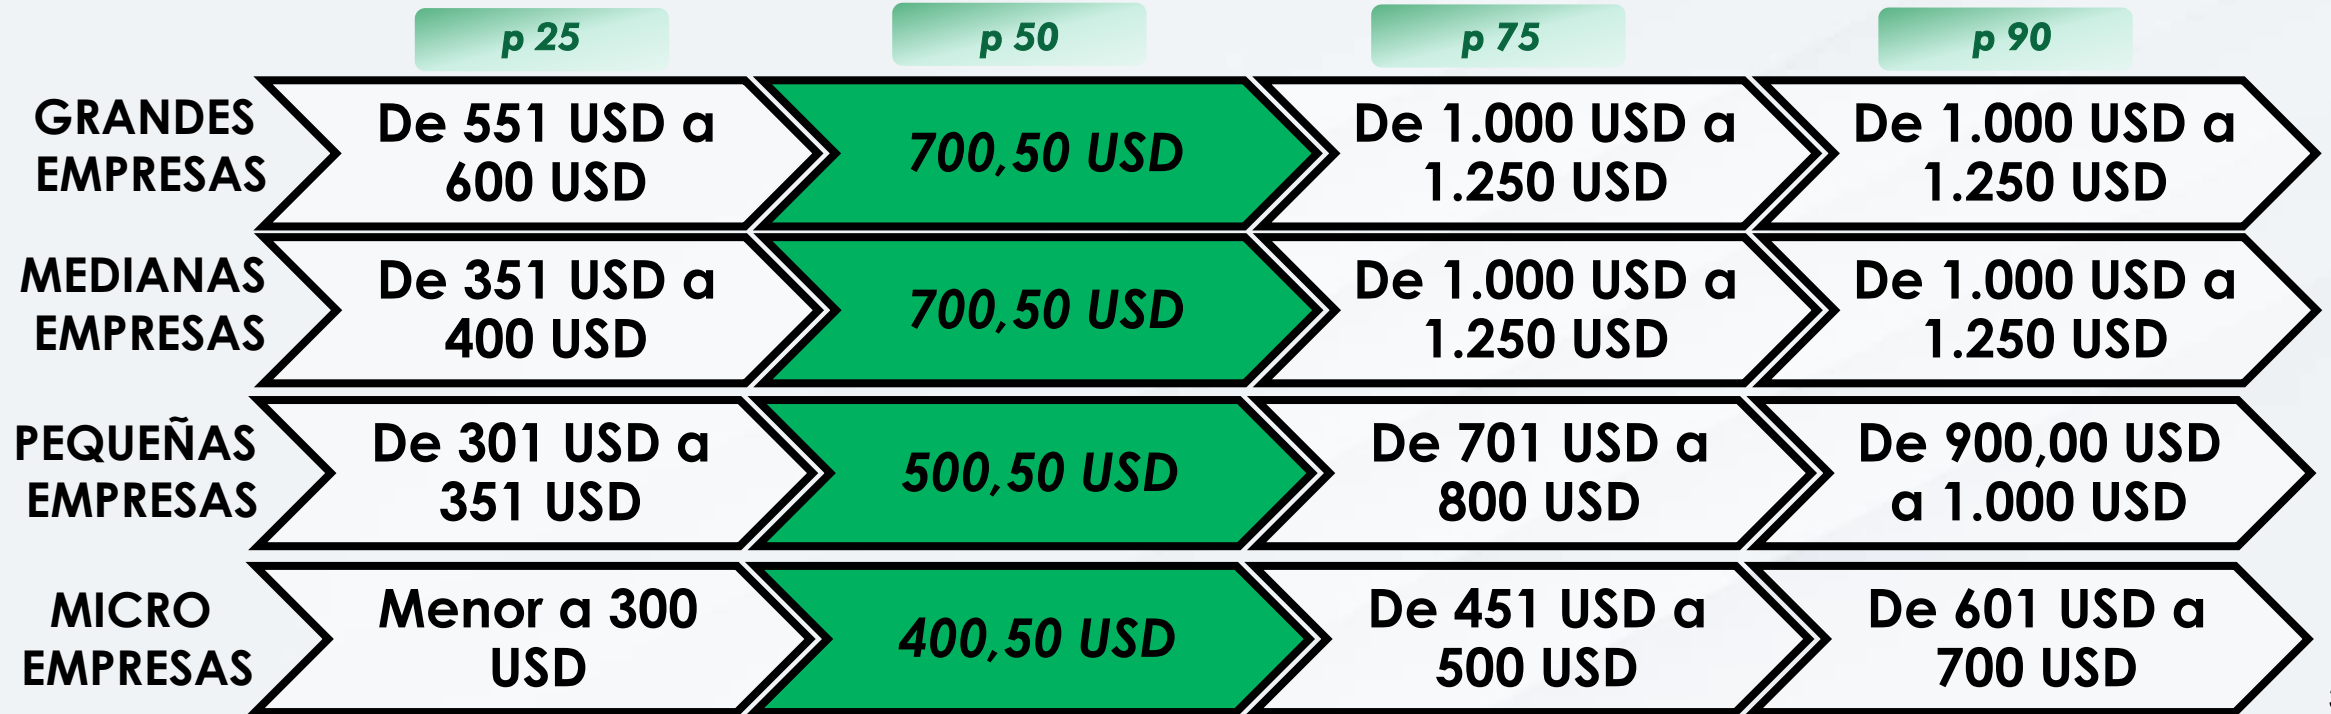 p 25
p 50
p 75
p 90
GRANDES
EMPRESAS
De 551 USD a
600 USD
700,50 USD
De 1.000 USD a
1.250 USD
De 1.000 USD a
1.250 USD
MEDIANAS
EMPRESAS
De 351 USD a
400 USD
700,50 USD
De 1.000 USD a
1.250 USD
De 1.000 USD a
1.250 USD
PEQUEÑAS
EMPRESAS
De 301 USD a
351 USD
500,50 USD
De 701 USD a
800 USD
De 900,00 USD
a 1.000 USD
MICRO
EMPRESAS
Menor a 300
USD
400,50 USD
De 451 USD a
500 USD
De 601 USD a
700 USD